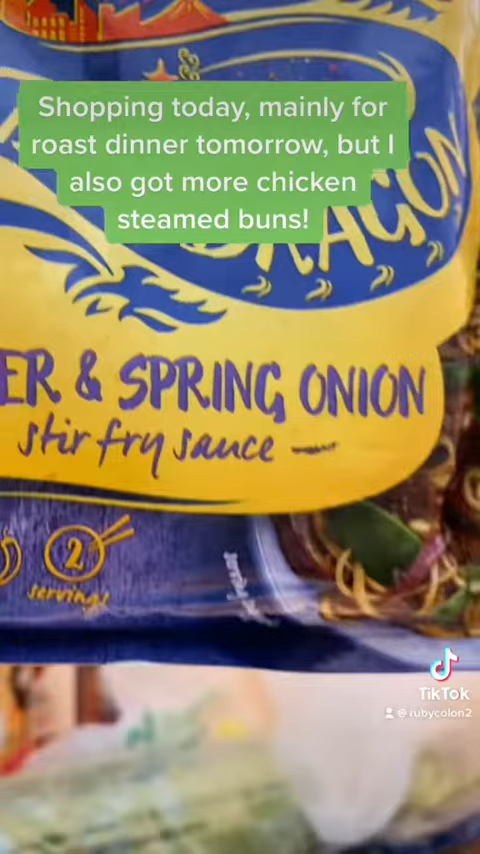 Shopping today, mainly for
roast dinner tomorrow, but I
also got more chicken
steamed buns!
DRAGON
ER & SPRING ONION
stir fry sauce
2
servings
TikTok
@rubycolon2